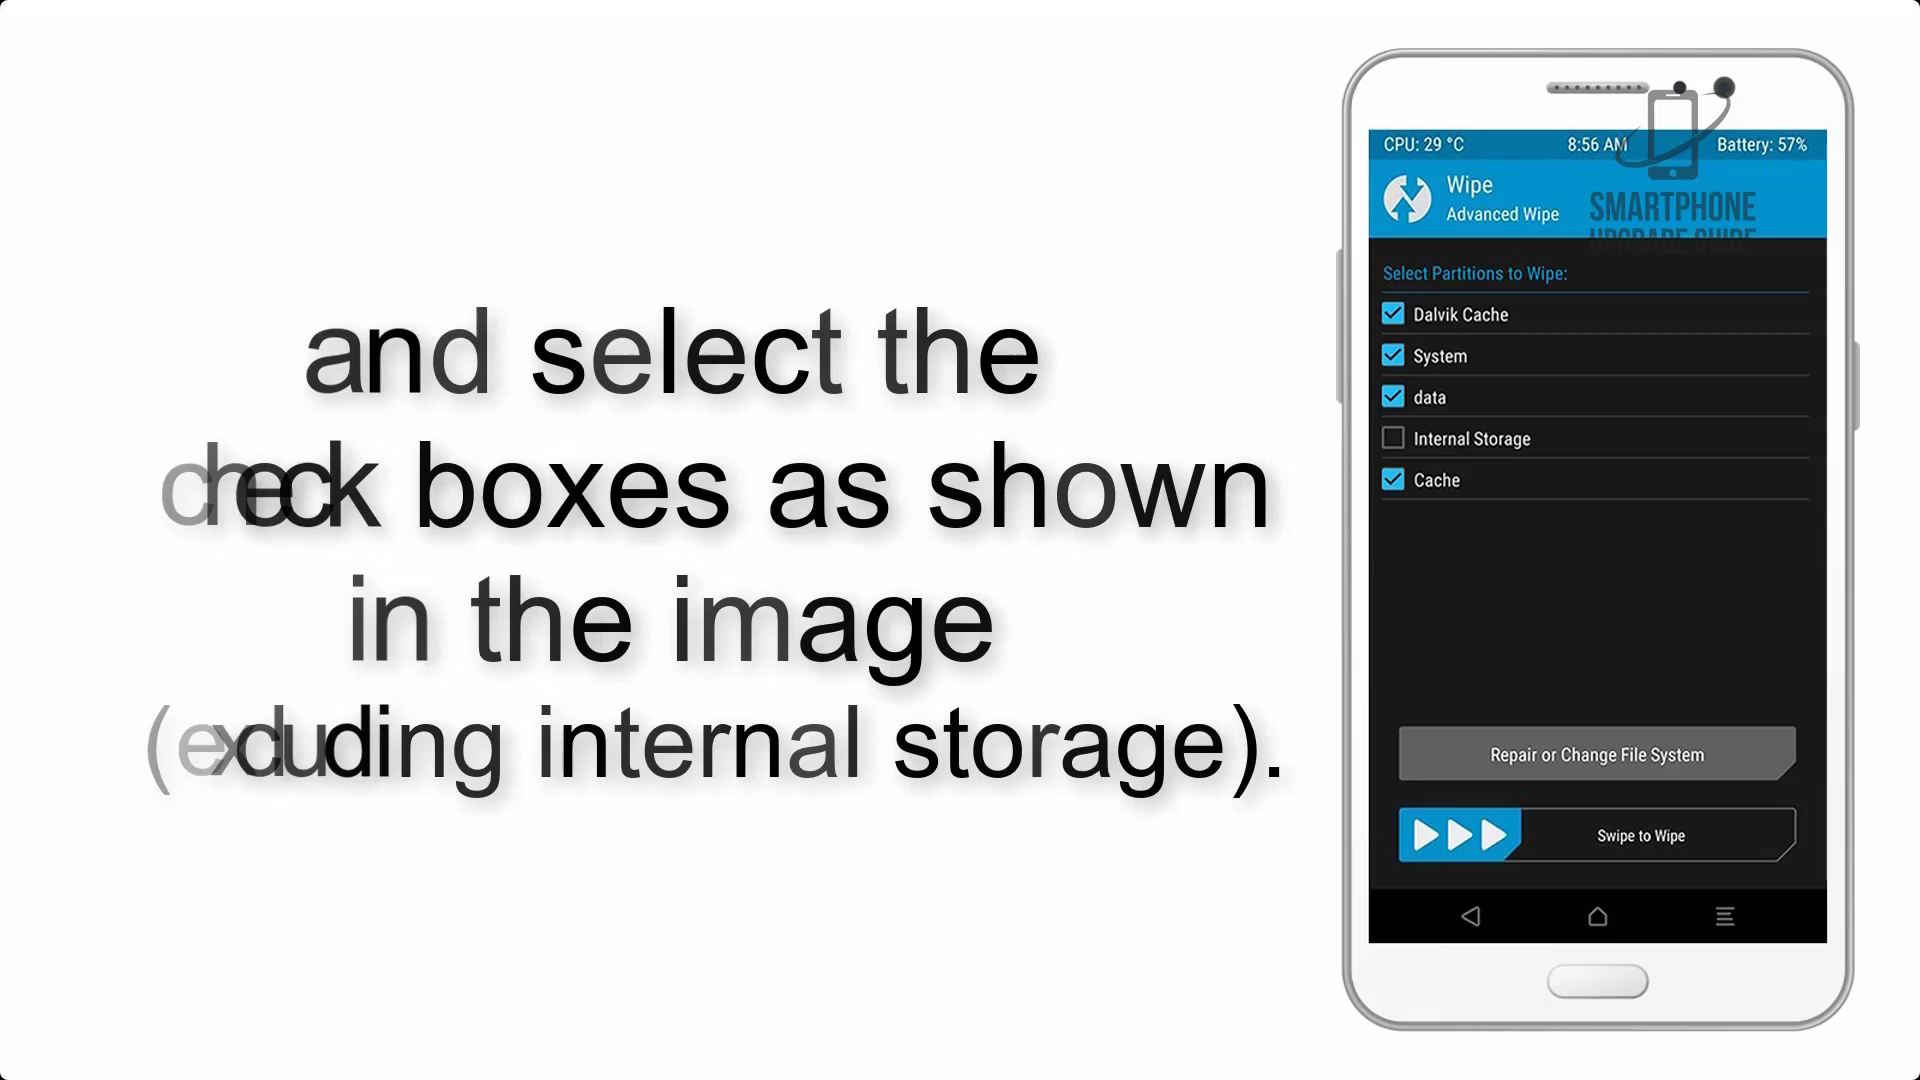 and select the
check boxes as shown
in the image
(excluding internal storage).
CPU: 29 °C 8:56 AM Battery: 57%
Wipe
Advanced Wipe
SMARTPHONE
UPGRADE GUIDE
Select Partitions to Wipe:
Dalvik Cache
System
data
Internal Storage
Cache
Repair or Change File System
Swipe to Wipe